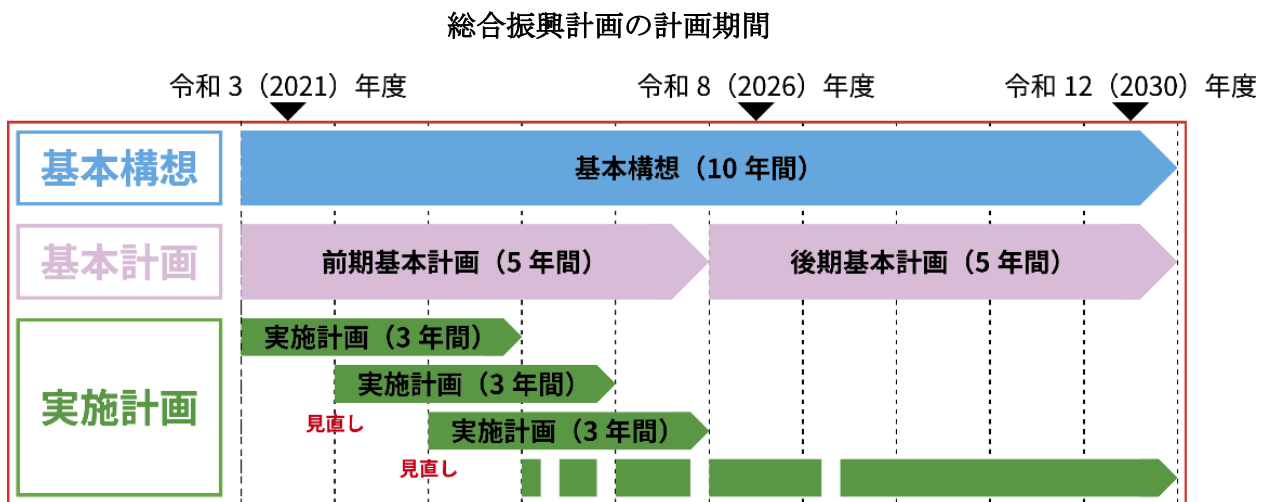 総合振興計画の計画期間
令和 3（2021）年度
令和 8（2026）年度
令和 12（2030）年度
基本構想
基本構想（10 年間）
基本計画
前期基本計画（5 年間）
後期基本計画（5 年間）
実施計画
実施計画（3 年間）
実施計画（3 年間）
見直し
実施計画（3 年間）
見直し